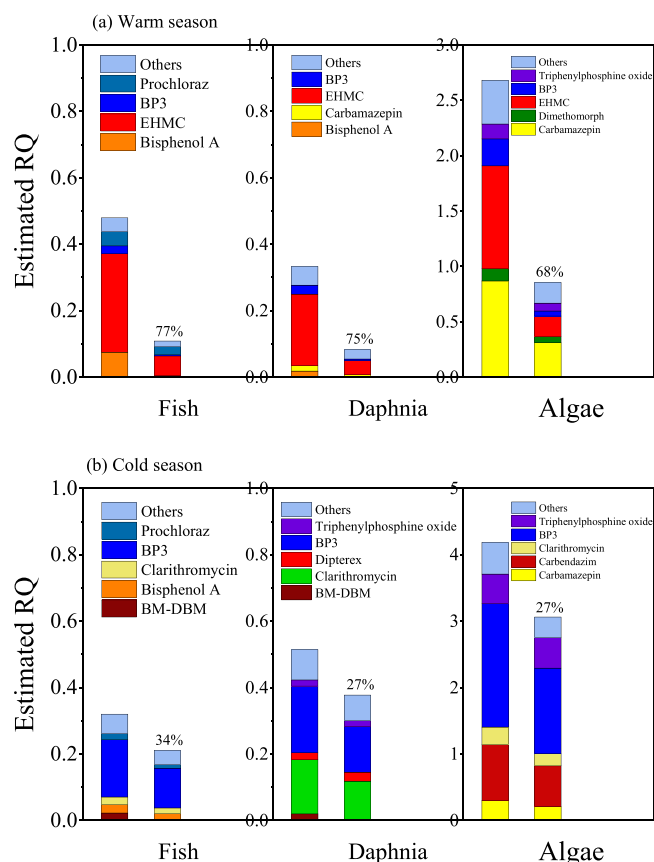 (a) Warm season
Estimated RQ
1.0
0.8
0.6
0.4
0.2
0.0
Others
Prochloraz
BP3
EHMC
Bisphenol A
77%
Fish
1.0
0.8
0.6
0.4
0.2
0.0
Others
BP3
EHMC
Carbamazepin
Bisphenol A
75%
Daphnia
3.0
2.5
2.0
1.5
1.0
0.5
0.0
Others
Triphenylphosphine oxide
BP3
EHMC
Dimethomorph
Carbamazepin
68%
Algae
(b) Cold season
Estimated RQ
1.0
0.8
0.6
0.4
0.2
0.0
Others
Prochloraz
BP3
Clarithromycin
Bisphenol A
BM-DBM
34%
Fish
1.0
0.8
0.6
0.4
0.2
0.0
Others
Triphenylphosphine oxide
BP3
Dipterex
Clarithromycin
BM-DBM
27%
Daphnia
5
4
3
2
1
0
Others
Triphenylphosphine oxide
BP3
Clarithromycin
Carbendazim
Carbamazepin
27%
Algae